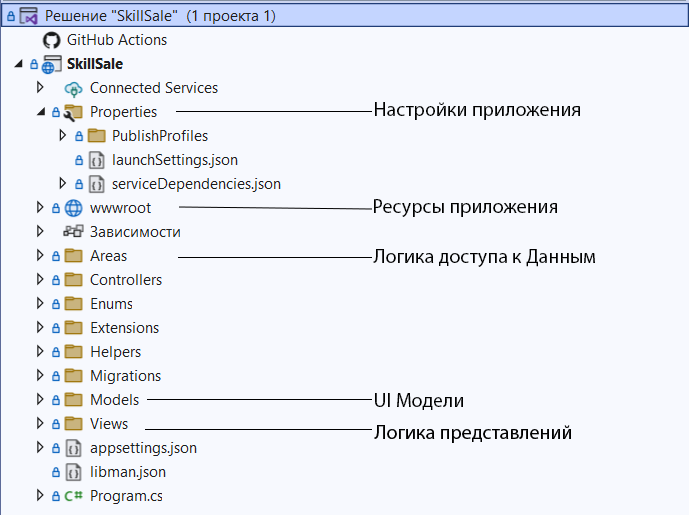 Решение "SkillSale" (1 проекта 1)
GitHub Actions
SkillSale
Connected Services
Properties Настройки приложения
PublishProfiles
launchSettings.json
serviceDependencies.json
wwwroot Ресурсы приложения
Зависимости
Areas Логика доступа к Данным
Controllers
Enums
Extensions
Helpers
Migrations
Models UI Модели
Views Логика представлений
appsettings.json
libman.json
C# Program.cs